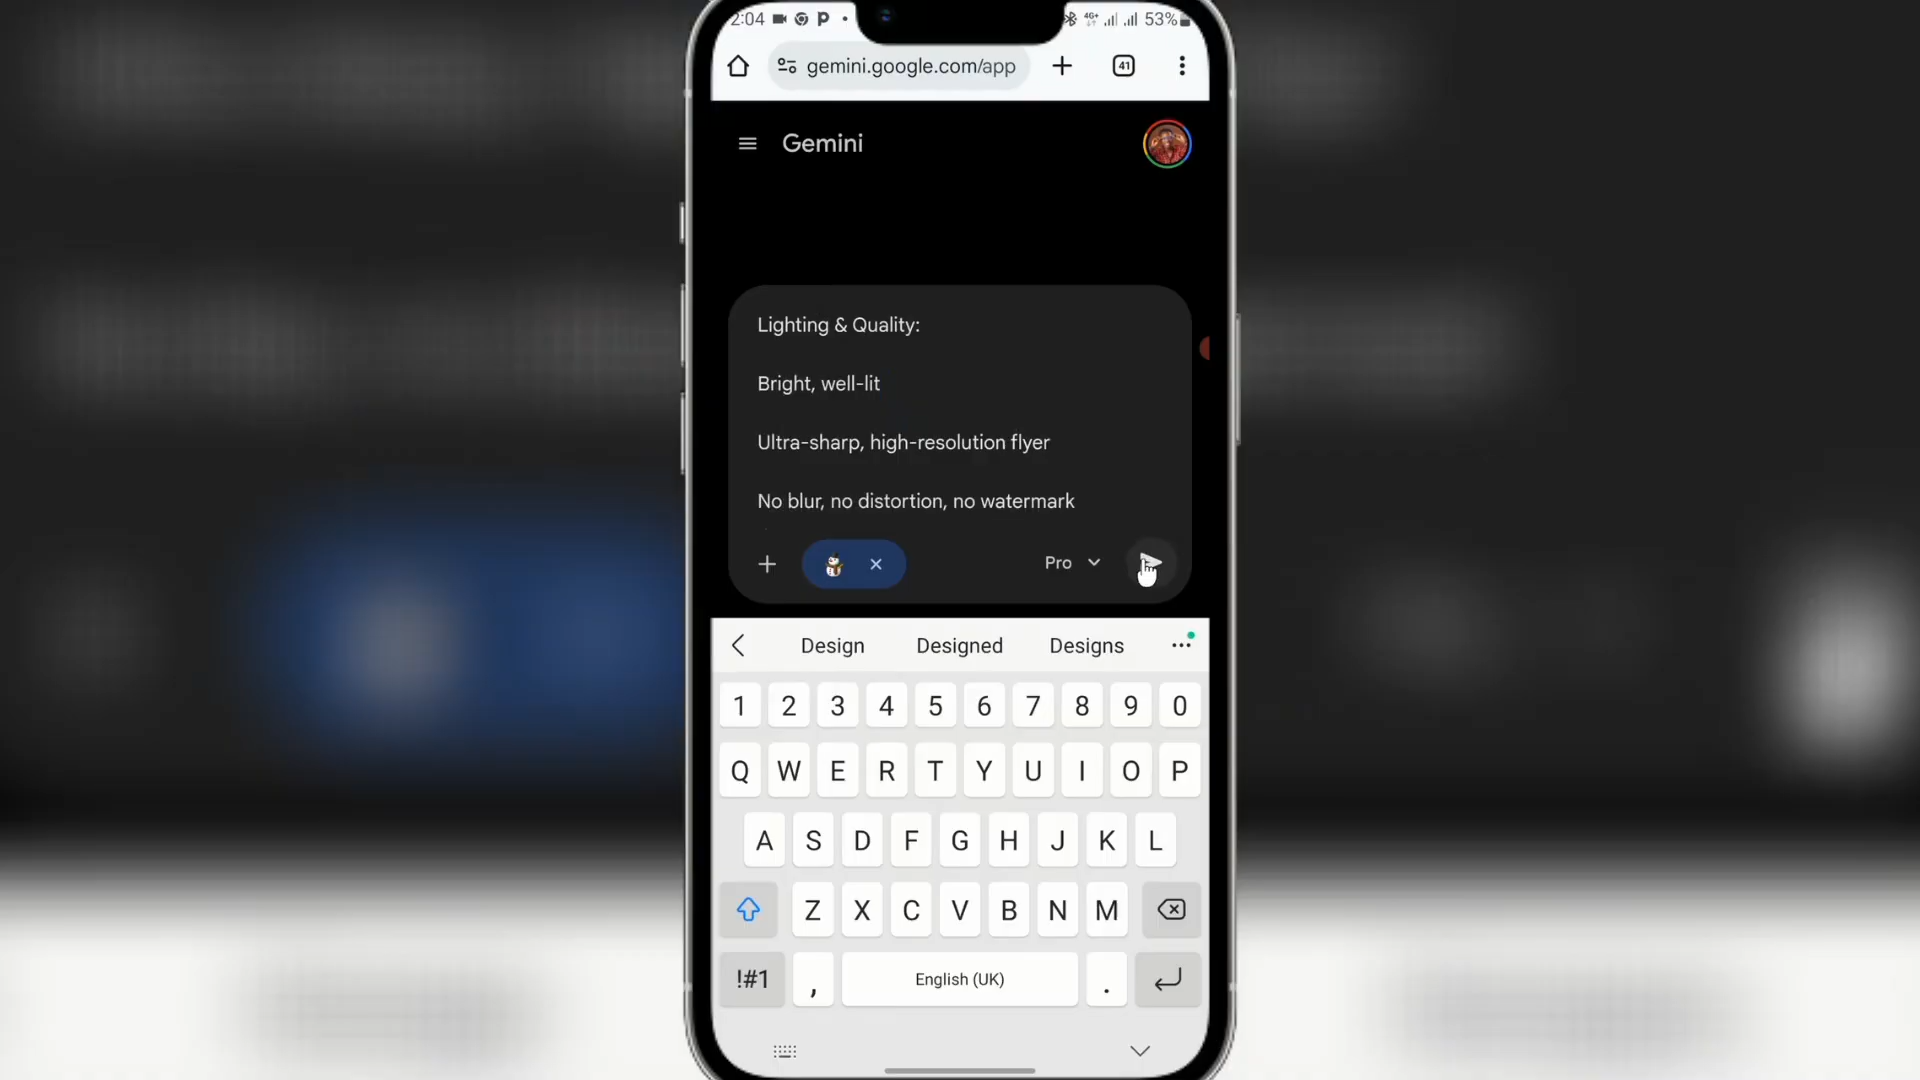 2:04 53%
gemini.google.com/app 41
Gemini
Lighting & Quality:
Bright, well-lit
Ultra-sharp, high-resolution flyer
No blur, no distortion, no watermark
Pro
Design Designed Designs
1 2 3 4 5 6 7 8 9 0
Q W E R T Y U I O P
A S D F G H J K L
Z X C V B N M
!#1 , English (UK) .